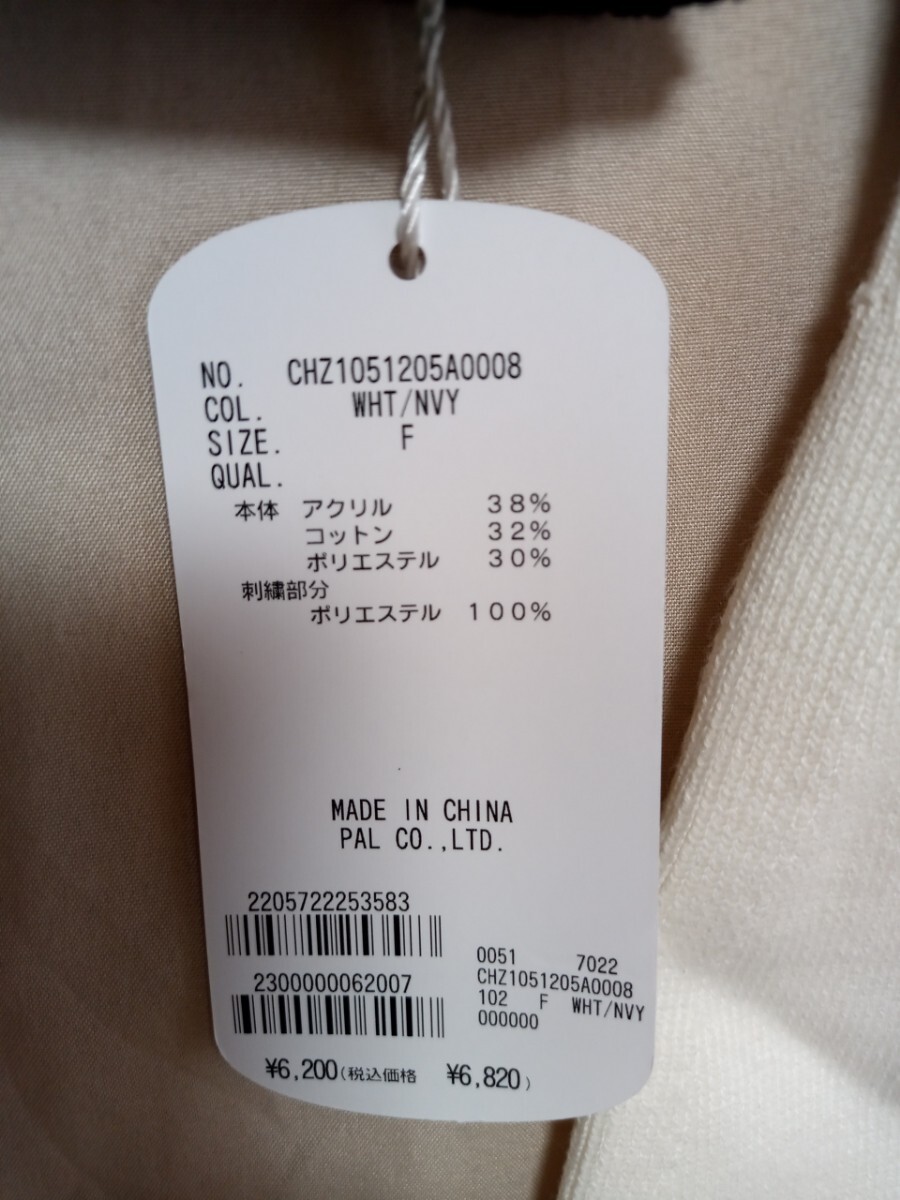 NO. CHZ1051205A0008
COL. WHT/NVY
SIZE. F
QUAL.
本体 アクリル 38%
コットン 32%
ポリエステル 30%
刺繍部分
ポリエステル 100%
MADE IN CHINA
PAL CO.,LTD.
2205722253583
2300000062007
0051 7022
CHZ1051205A0008
102 F WHT/NVY
000000
¥6,200(税込価格 ¥6,820)